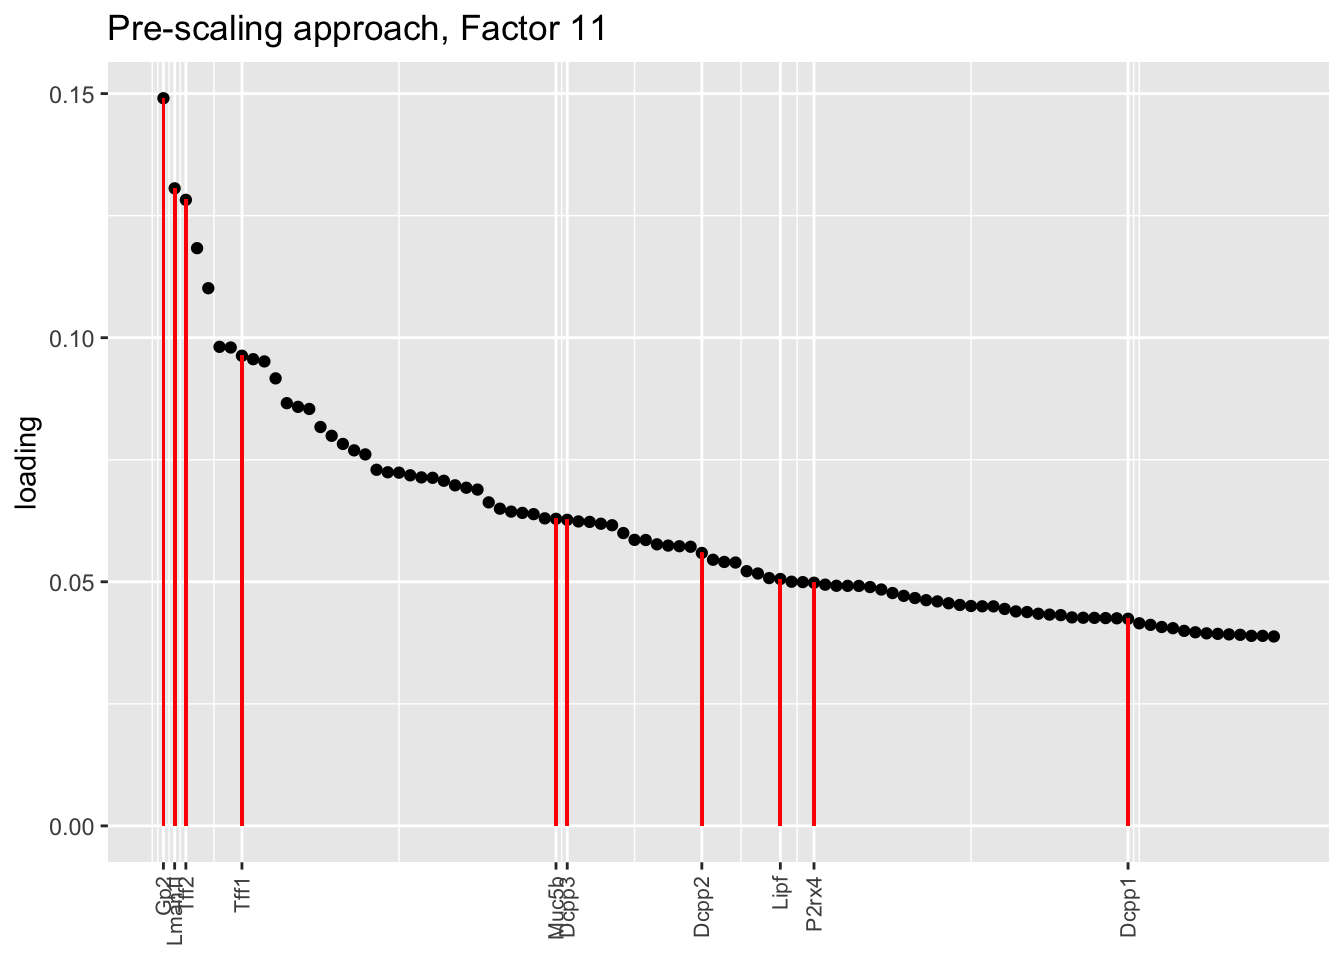 Pre-scaling approach, Factor 11
loading
0.15
0.10
0.05
0.00
Gp2
Tff2
Tff1
Muc5b
Dcpp3
Dcpp2
Lipf
P2rx4
Dcpp1